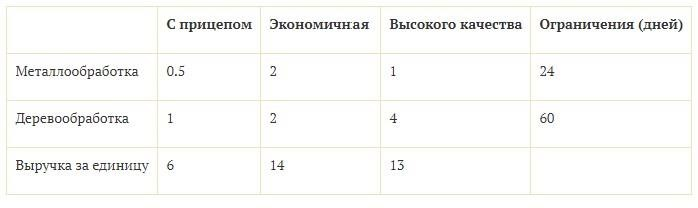 С прицепом Экономичная Высокого качества Ограничения (дней)
Металлообработка 0.5 2 1 24
Деревообработка 1 2 4 60
Выручка за единицу 6 14 13